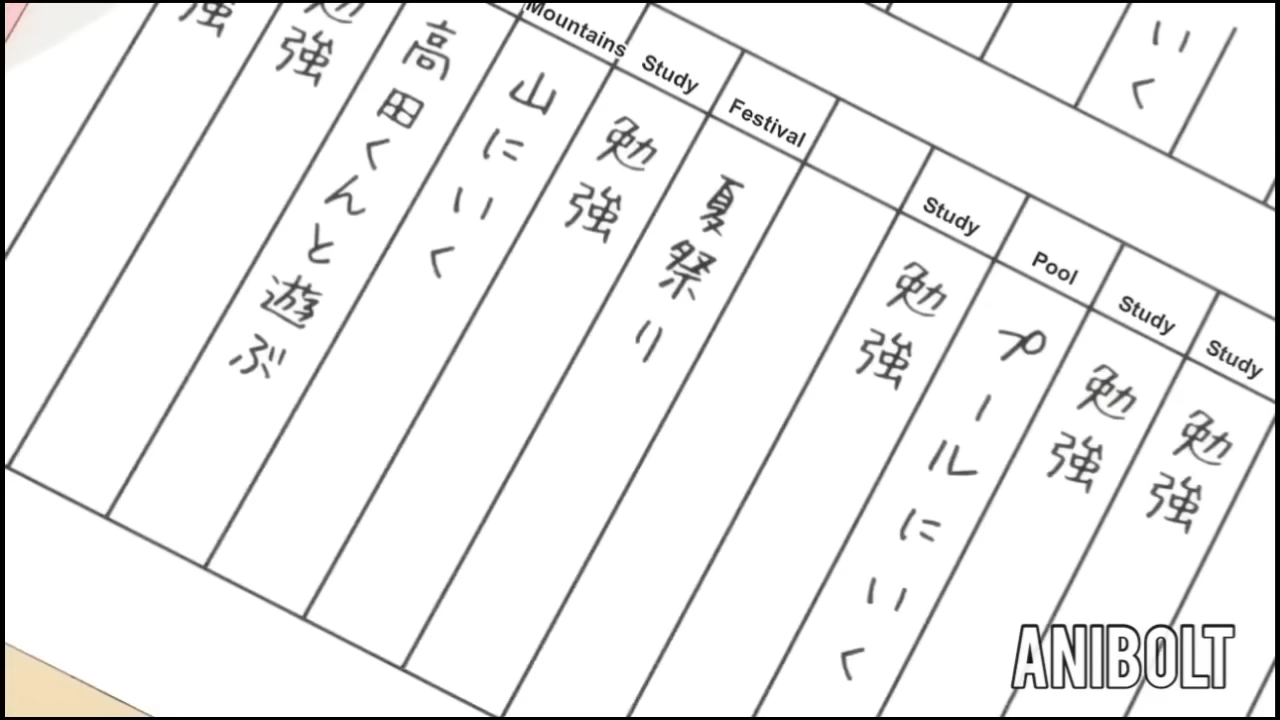 いく
Study
勉強
Study
勉強
Pool
プールにいく
Study
勉強
Festival
夏祭り
Study
勉強
Mountains
山にいく
高田くんと遊ぶ
勉強
強
ANIBOLT